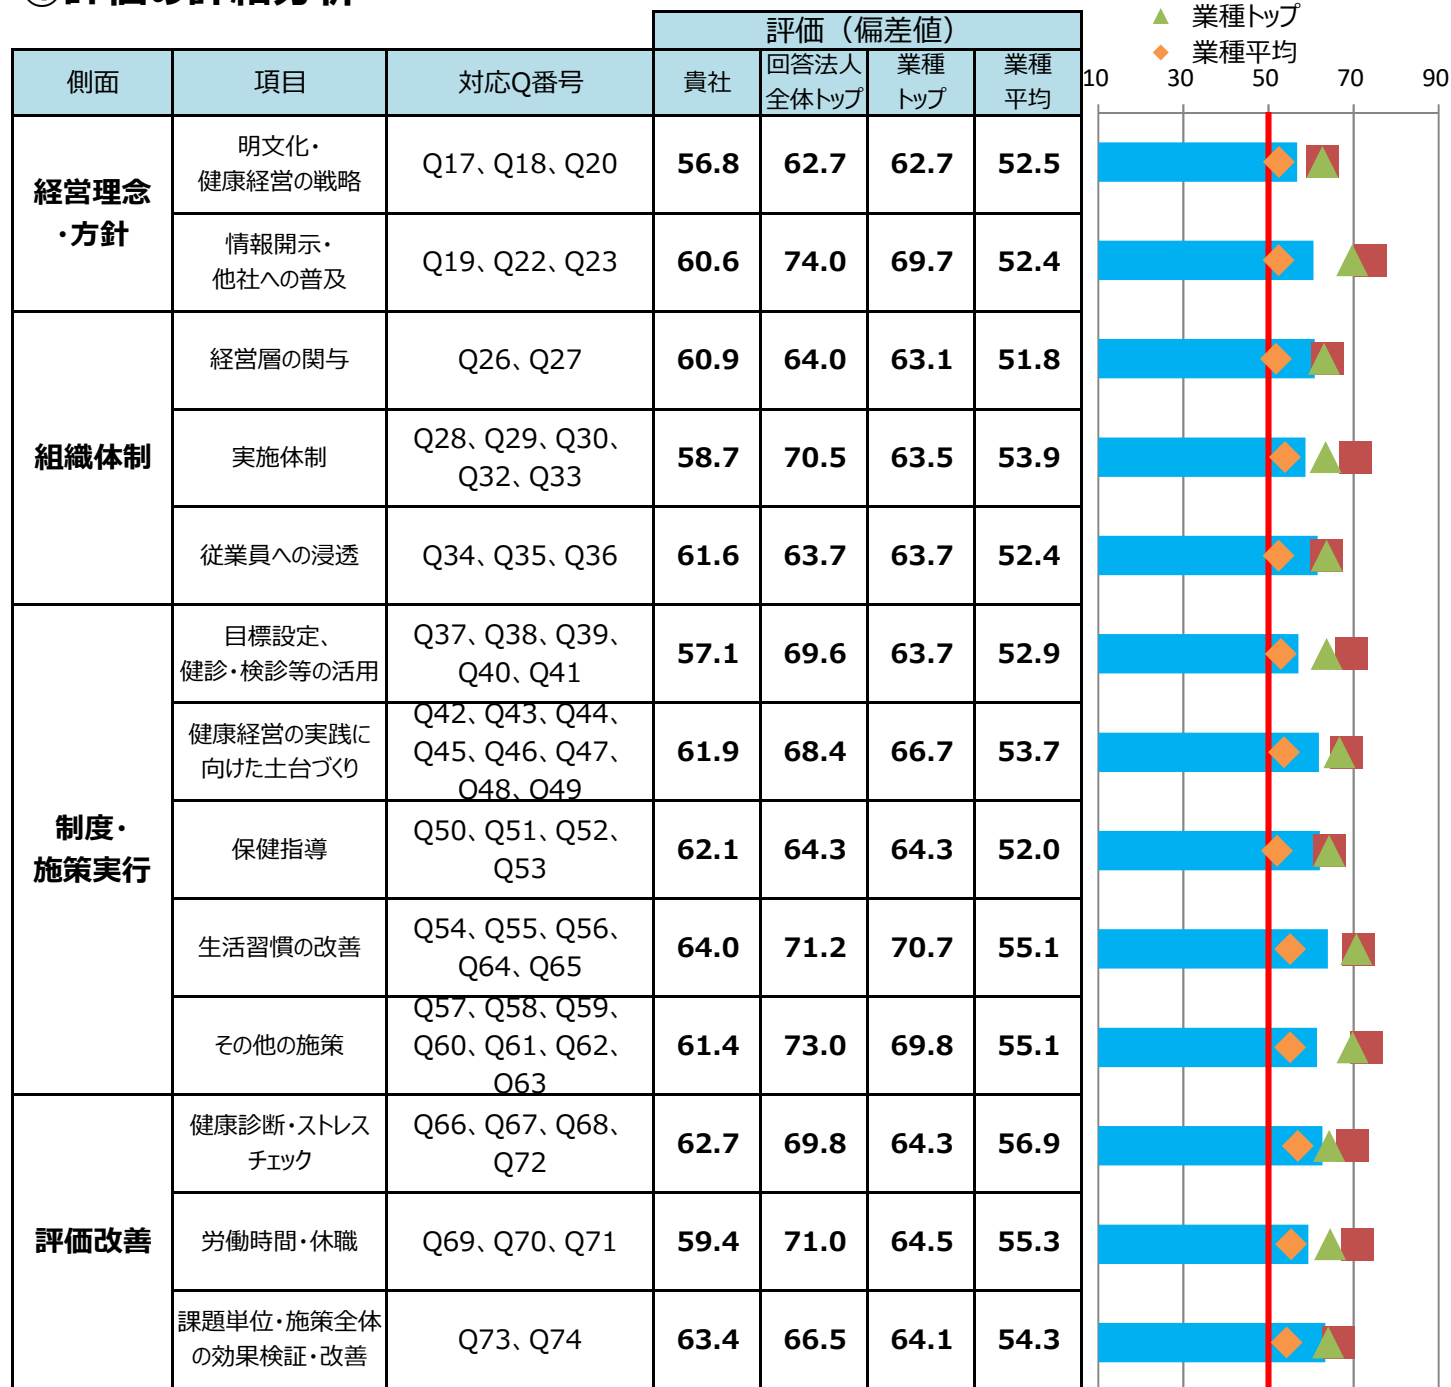 評価（偏差値）
側面 項目 対応Q番号 貴社 回答法人全体トップ 業種トップ 業種平均
▲ 業種トップ
◆ 業種平均
10 30 50 70 90
経営理念
・方針
明文化・
健康経営の戦略
Q17、Q18、Q20
56.8 62.7 62.7 52.5
情報開示・
他社への普及
Q19、Q22、Q23
60.6 74.0 69.7 52.4
組織体制
経営層の関与
Q26、Q27
60.9 64.0 63.1 51.8
実施体制
Q28、Q29、Q30、
Q32、Q33
58.7 70.5 63.5 53.9
従業員への浸透
Q34、Q35、Q36
61.6 63.7 63.7 52.4
制度・
施策実行
目標設定、
健診・検診等の活用
Q37、Q38、Q39、
Q40、Q41
57.1 69.6 63.7 52.9
健康経営の実践に
向けた土台づくり
Q42、Q43、Q44、
Q45、Q46、Q47、
Q48、Q49
61.9 68.4 66.7 53.7
保健指導
Q50、Q51、Q52、
Q53
62.1 64.3 64.3 52.0
生活習慣の改善
Q54、Q55、Q56、
Q64、Q65
64.0 71.2 70.7 55.1
その他の施策
Q57、Q58、Q59、
Q60、Q61、Q62、
Q63
61.4 73.0 69.8 55.1
評価改善
健康診断・ストレス
チェック
Q66、Q67、Q68、
Q72
62.7 69.8 64.3 56.9
労働時間・休職
Q69、Q70、Q71
59.4 71.0 64.5 55.3
課題単位・施策全体
の効果検証・改善
Q73、Q74
63.4 66.5 64.1 54.3